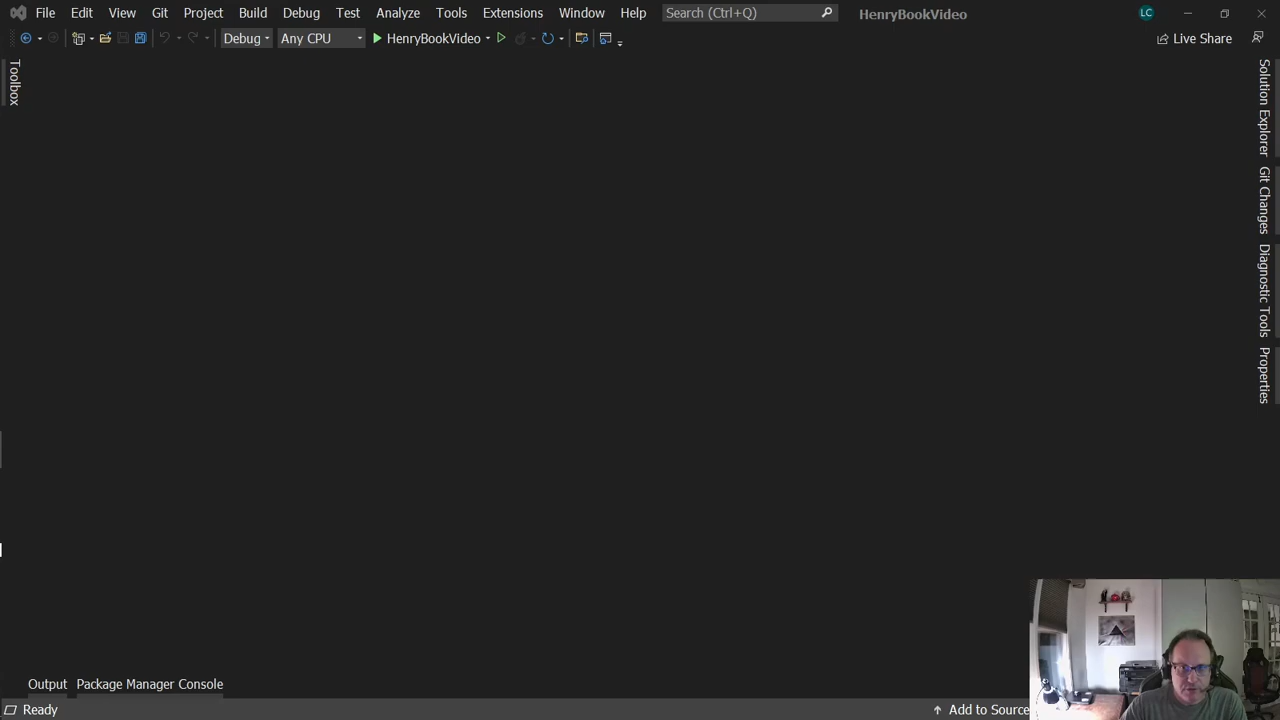 File Edit View Git Project Build Debug Test Analyze Tools Extensions Window Help Search (Ctrl+Q) HenryBookVideo LC
Debug Any CPU HenryBookVideo Live Share
Toolbox
Solution Explorer
Git Changes
Diagnostic Tools
Properties
Output Package Manager Console
Ready Add to Source